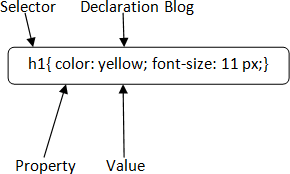 Selector Declaration Blog
h1{ color: yellow; font-size: 11 px;}
Property Value